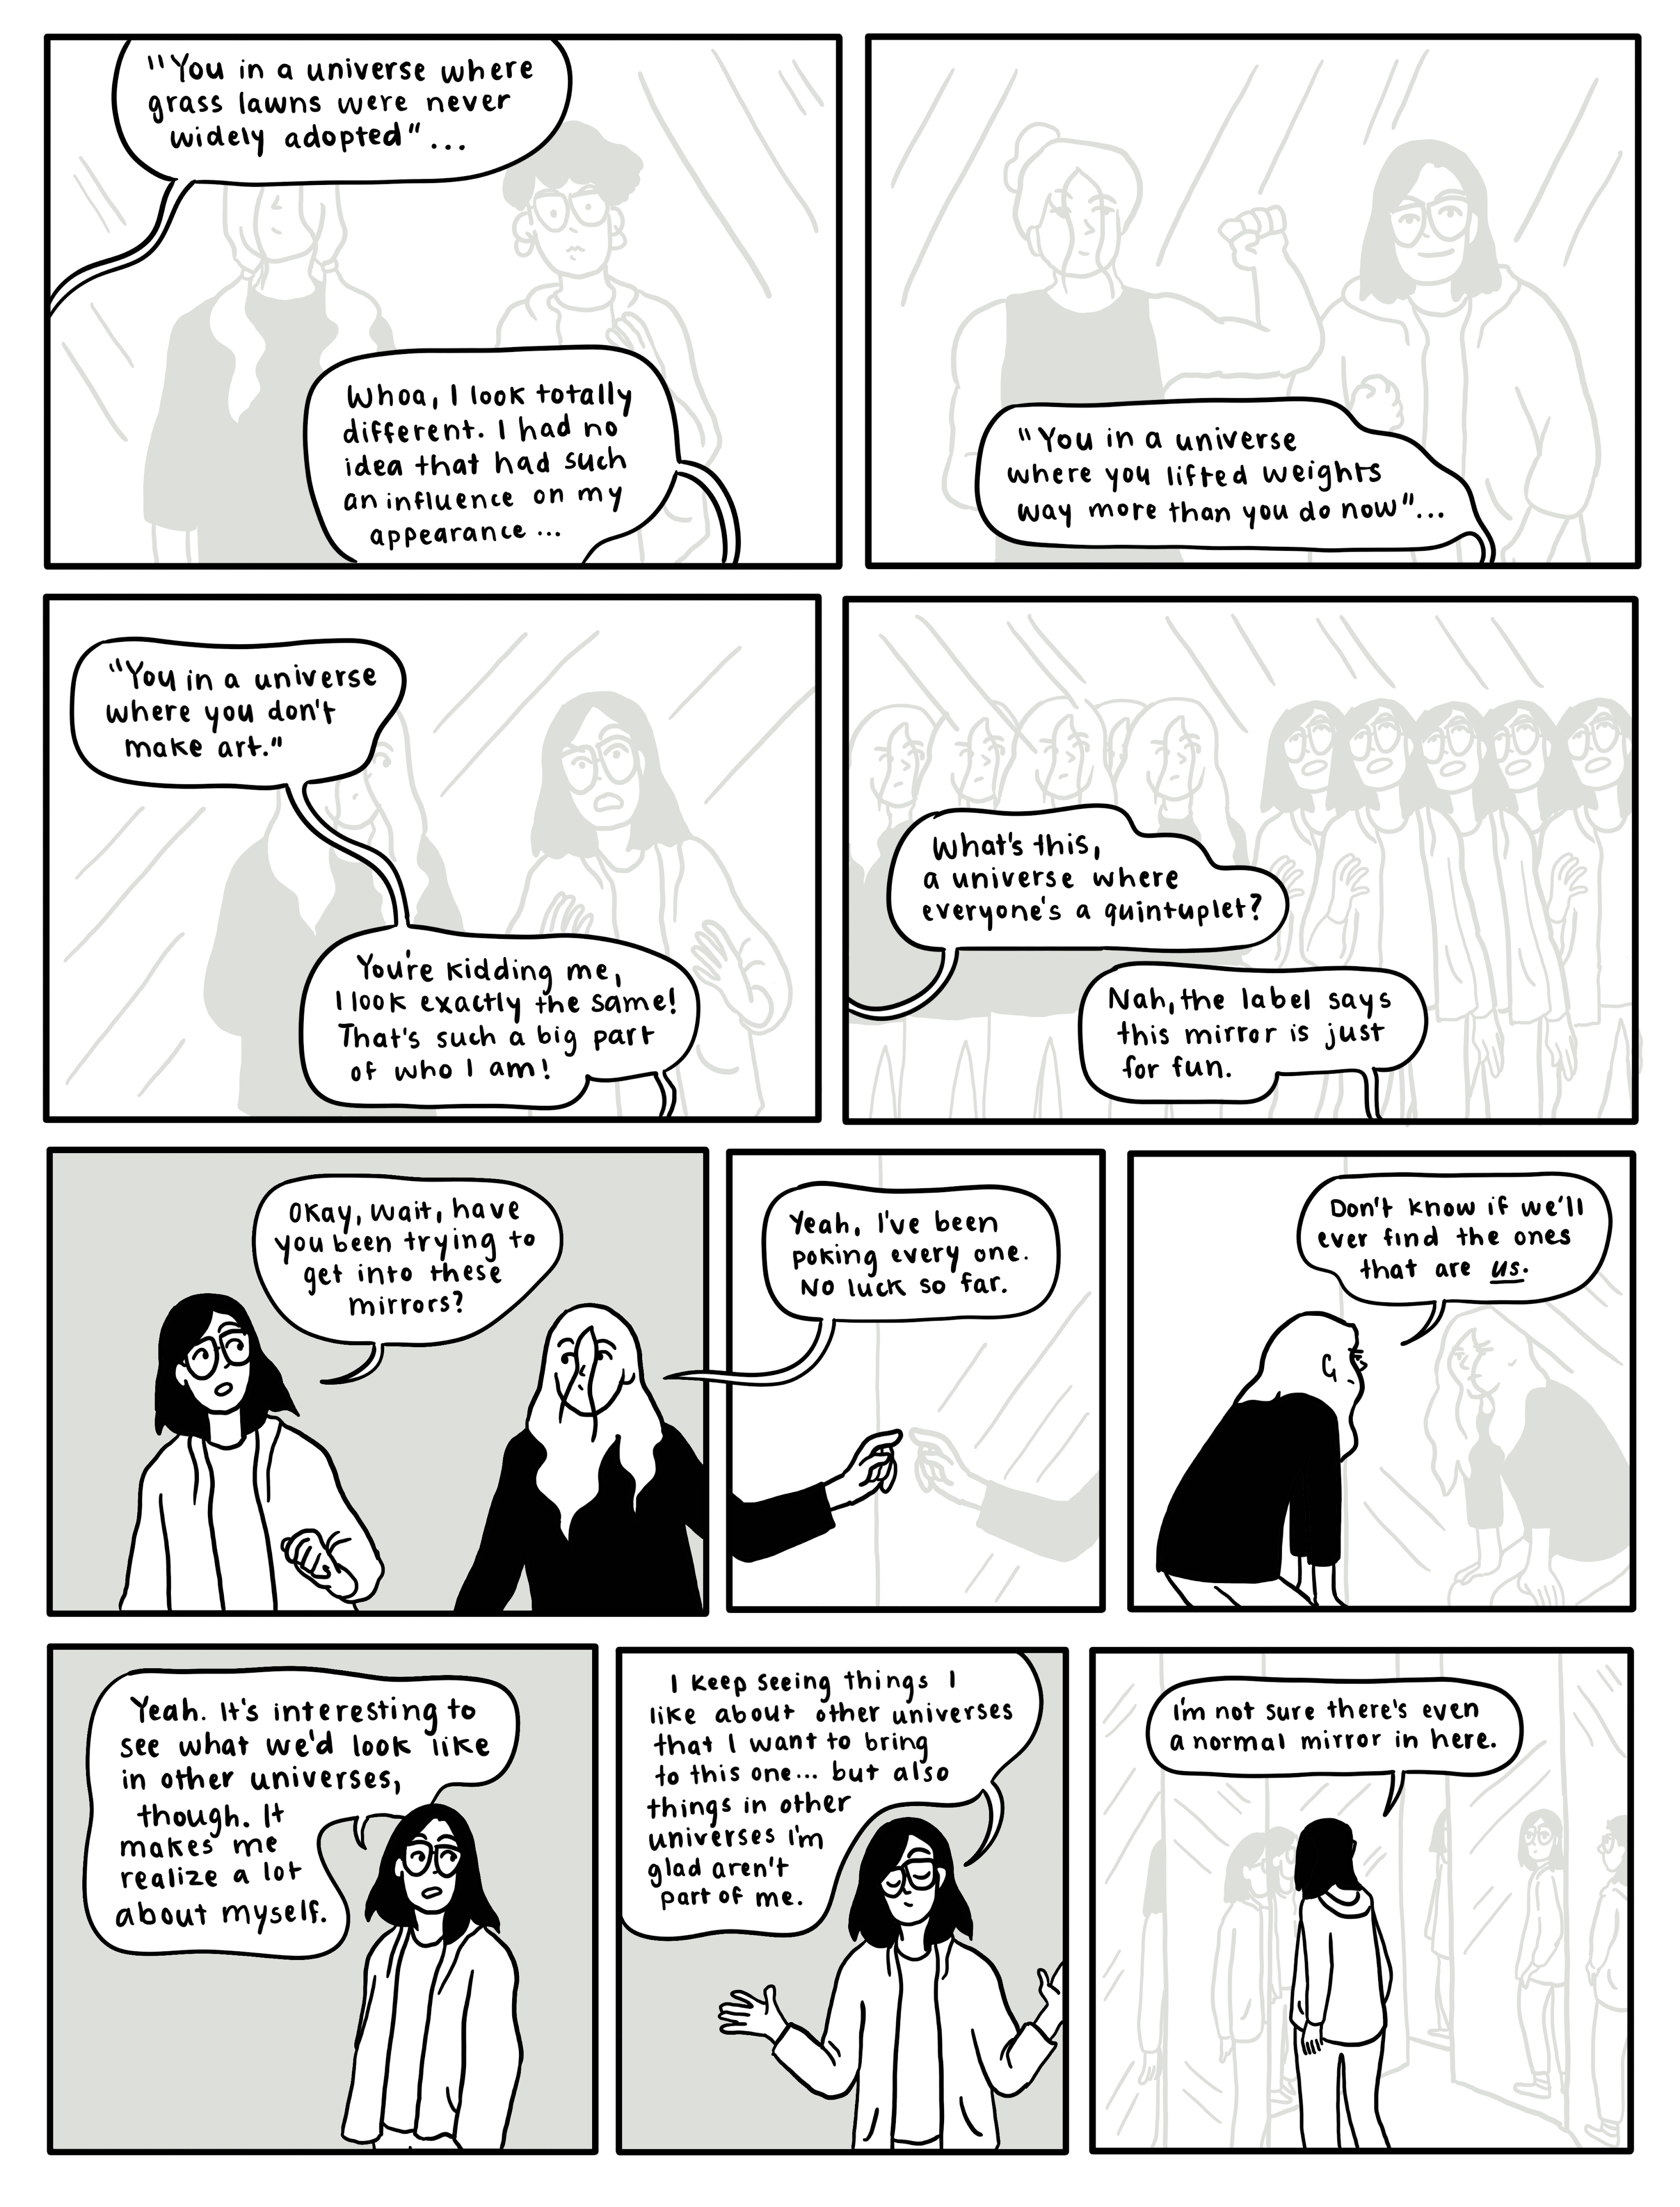 "You in a universe where
grass lawns were never
widely adopted"...
Whoa, I look totally
different. I had no
idea that had such
an influence on my
appearance...
"You in a universe
where you lifted weights
way more than you do now"...
"You in a universe
where you don't
make art."
You're kidding me,
I look exactly the same!
That's such a big part
of who I am!
What's this,
a universe where
everyone's a quintuplet?
Nah, the label says
this mirror is just
for fun.
Okay, wait, have
you been trying to
get into these
mirrors?
Yeah, I've been
poking every one.
No luck so far.
Don't know if we'll
ever find the ones
that are us.
Yeah. It's interesting to
see what we'd look like
in other universes,
though. It
makes me
realize a lot
about myself.
I keep seeing things I
like about other universes
that I want to bring
to this one... but also
things in other
universes I'm
glad aren't
part of me.
I'm not sure there's even
a normal mirror in here.